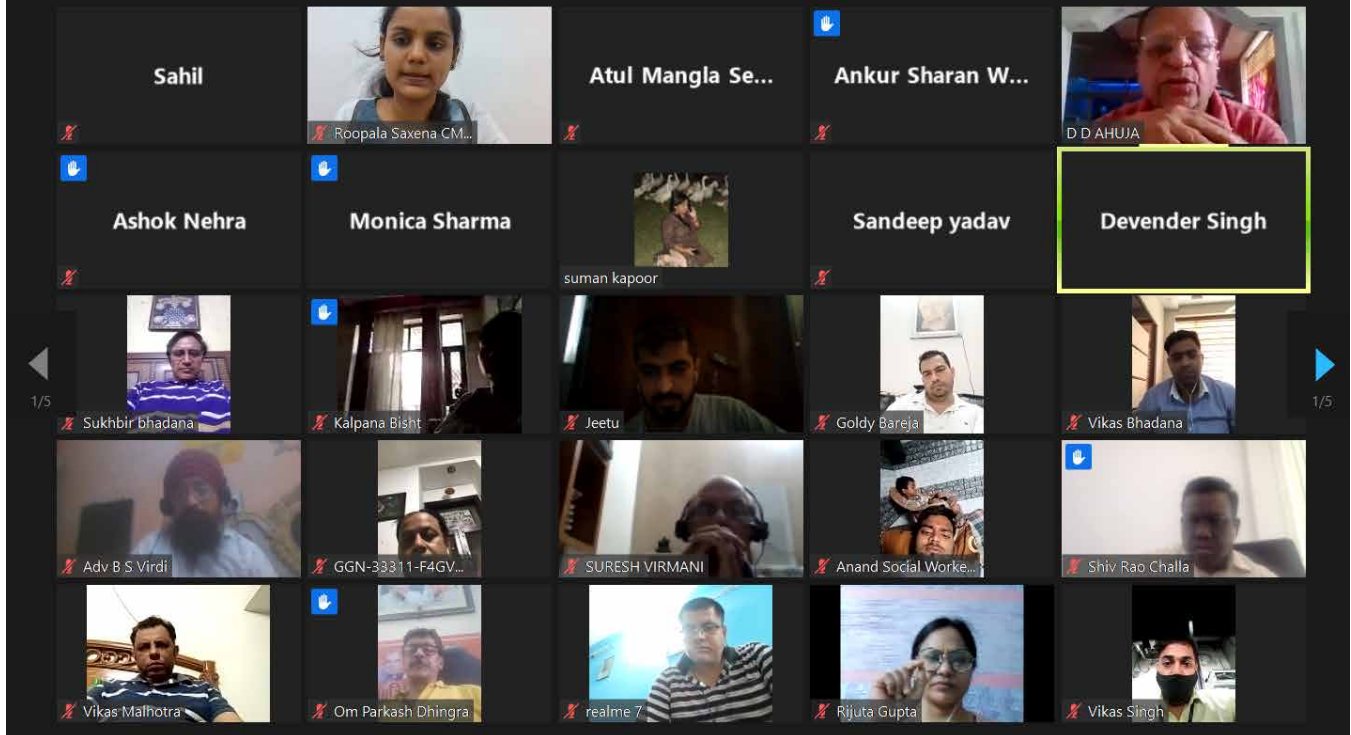 Sahil
Roopala Saxena CM...
Atul Mangla Se...
Ankur Sharan W...
D D AHUJA
Ashok Nehra
Monica Sharma
suman kapoor
Sandeep yadav
Devender Singh
1/5
Sukhbir bhadana
Kalpana Bisht
Jeetu
Goldy Bareja
Vikas Bhadana
1/5
Adv B S Virdi
GGN-33311-F4GV...
SURESH VIRMANI
Anand Social Worke...
Shiv Rao Challa
Vikas Malhotra
Om Parkash Dhingra
realme 7
Rijuta Gupta
Vikas Singh